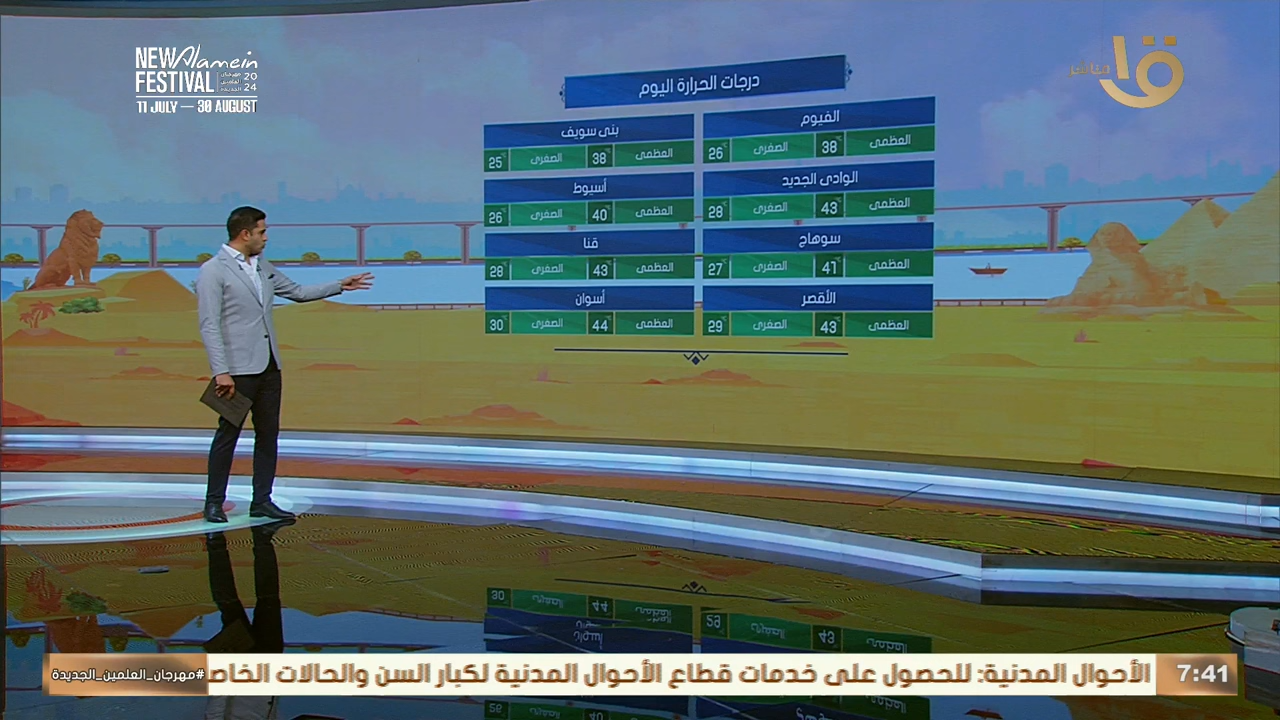 NEW Alamein
FESTIVAL
مهرجان
العلمين
الجديدة
2024
11 JULY — 30 AUGUST
مباشر
درجات الحرارة اليوم
الفيوم
العظمى 38 الصغرى 26
بنى سويف
العظمى 38 الصغرى 25
الوادى الجديد
العظمى 43 الصغرى 28
أسيوط
العظمى 40 الصغرى 26
سوهاج
العظمى 41 الصغرى 27
قنا
العظمى 43 الصغرى 28
الأقصر
العظمى 43 الصغرى 29
أسوان
العظمى 44 الصغرى 30
7:41
الأحوال المدنية: للحصول على خدمات قطاع الأحوال المدنية لكبار السن والحالات الخاص
#مهرجان_العلمين_الجديدة